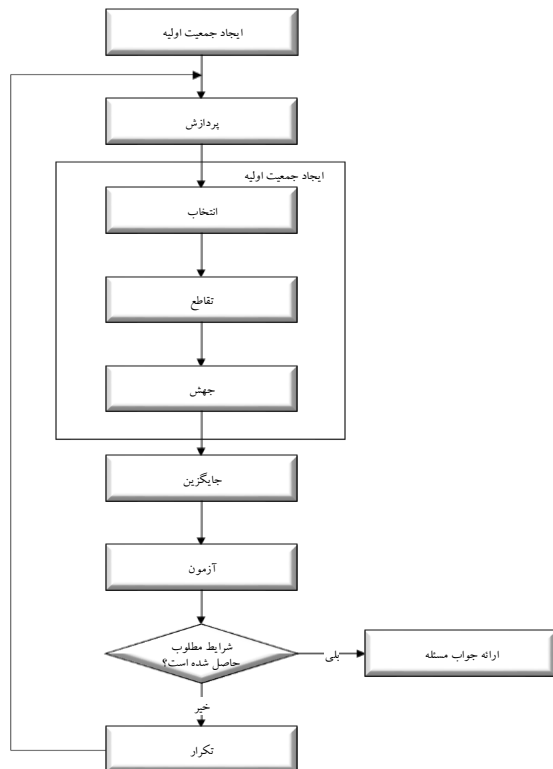 ایجاد جمعیت اولیه
پردازش
ایجاد جمعیت اولیه
انتخاب
تقاطع
جهش
جایگزین
آزمون
شرایط مطلوب
حاصل شده است؟
بلی
ارائه جواب مسئله
خیر
تکرار